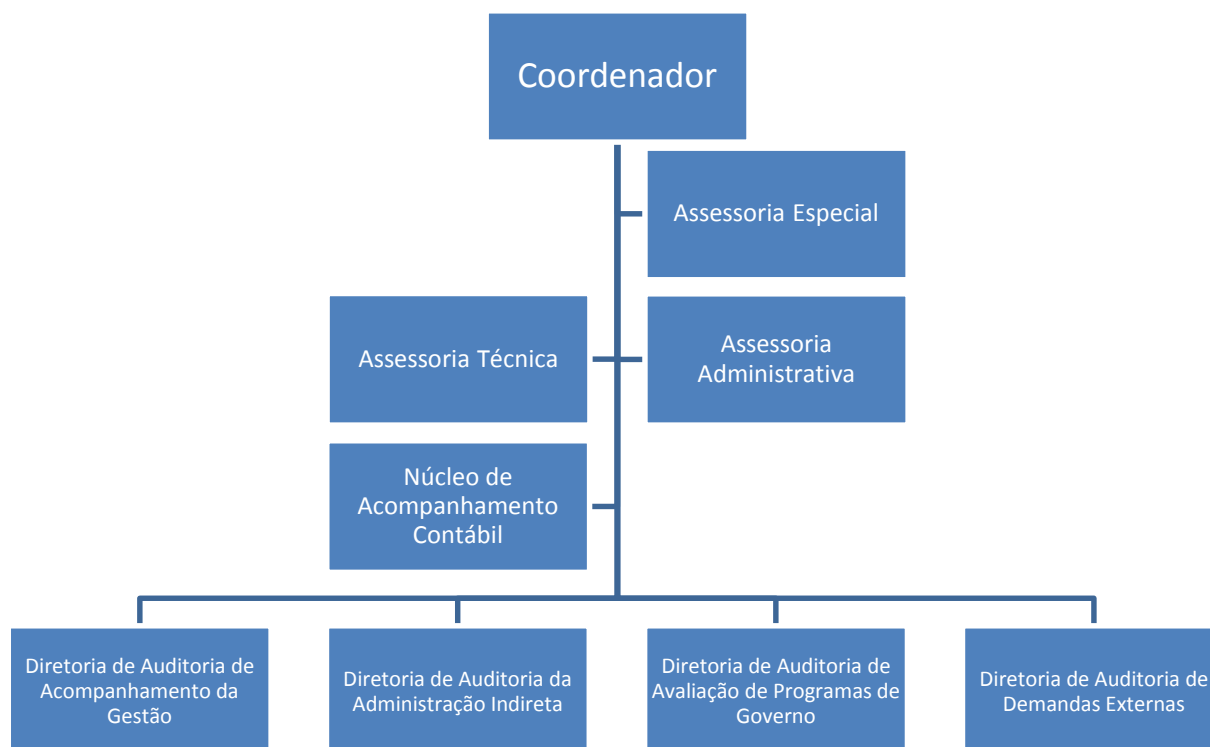 Coordenador
Assessoria Especial
Assessoria Técnica
Assessoria
Administrativa
Núcleo de
Acompanhamento
Contábil
Diretoria de Auditoria de
Acompanhamento da
Gestão
Diretoria de Auditoria da
Administração Indireta
Diretoria de Auditoria de
Avaliação de Programas de
Governo
Diretoria de Auditoria de
Demandas Externas